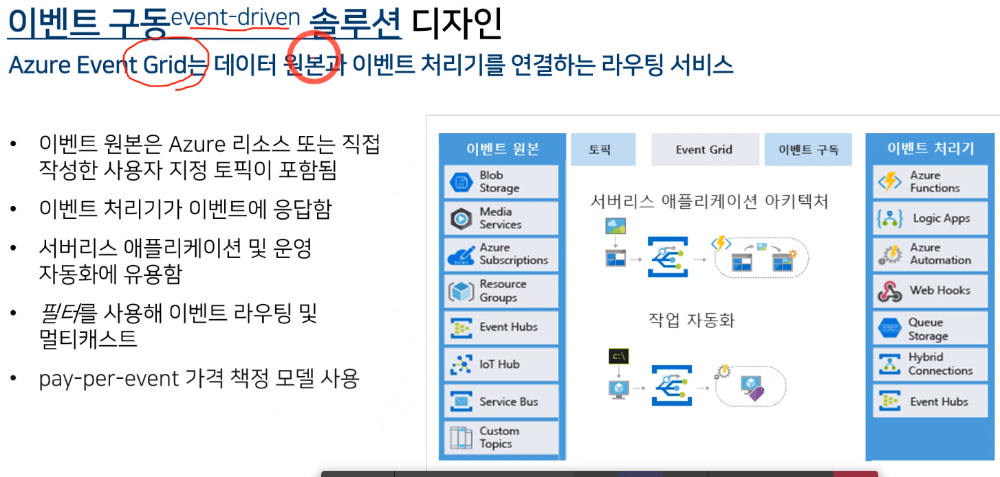 이벤트 구동event-driven 솔루션 디자인
Azure Event Grid는 데이터 원본과 이벤트 처리기를 연결하는 라우팅 서비스
• 이벤트 원본은 Azure 리소스 또는 직접
작성한 사용자 지정 토픽이 포함됨
• 이벤트 처리기가 이벤트에 응답함
• 서버리스 애플리케이션 및 운영
자동화에 유용함
• 필터를 사용해 이벤트 라우팅 및
멀티캐스트
• pay-per-event 가격 책정 모델 사용
이벤트 원본
Blob
Storage
Media
Services
Azure
Subscriptions
Resource
Groups
Event Hubs
IoT Hub
Service Bus
Custom
Topics
토픽
Event Grid
이벤트 구독
서버리스 애플리케이션 아키텍처
작업 자동화
c:\
이벤트 처리기
Azure
Functions
Logic Apps
Azure
Automation
Web Hooks
Queue
Storage
Hybrid
Connections
Event Hubs